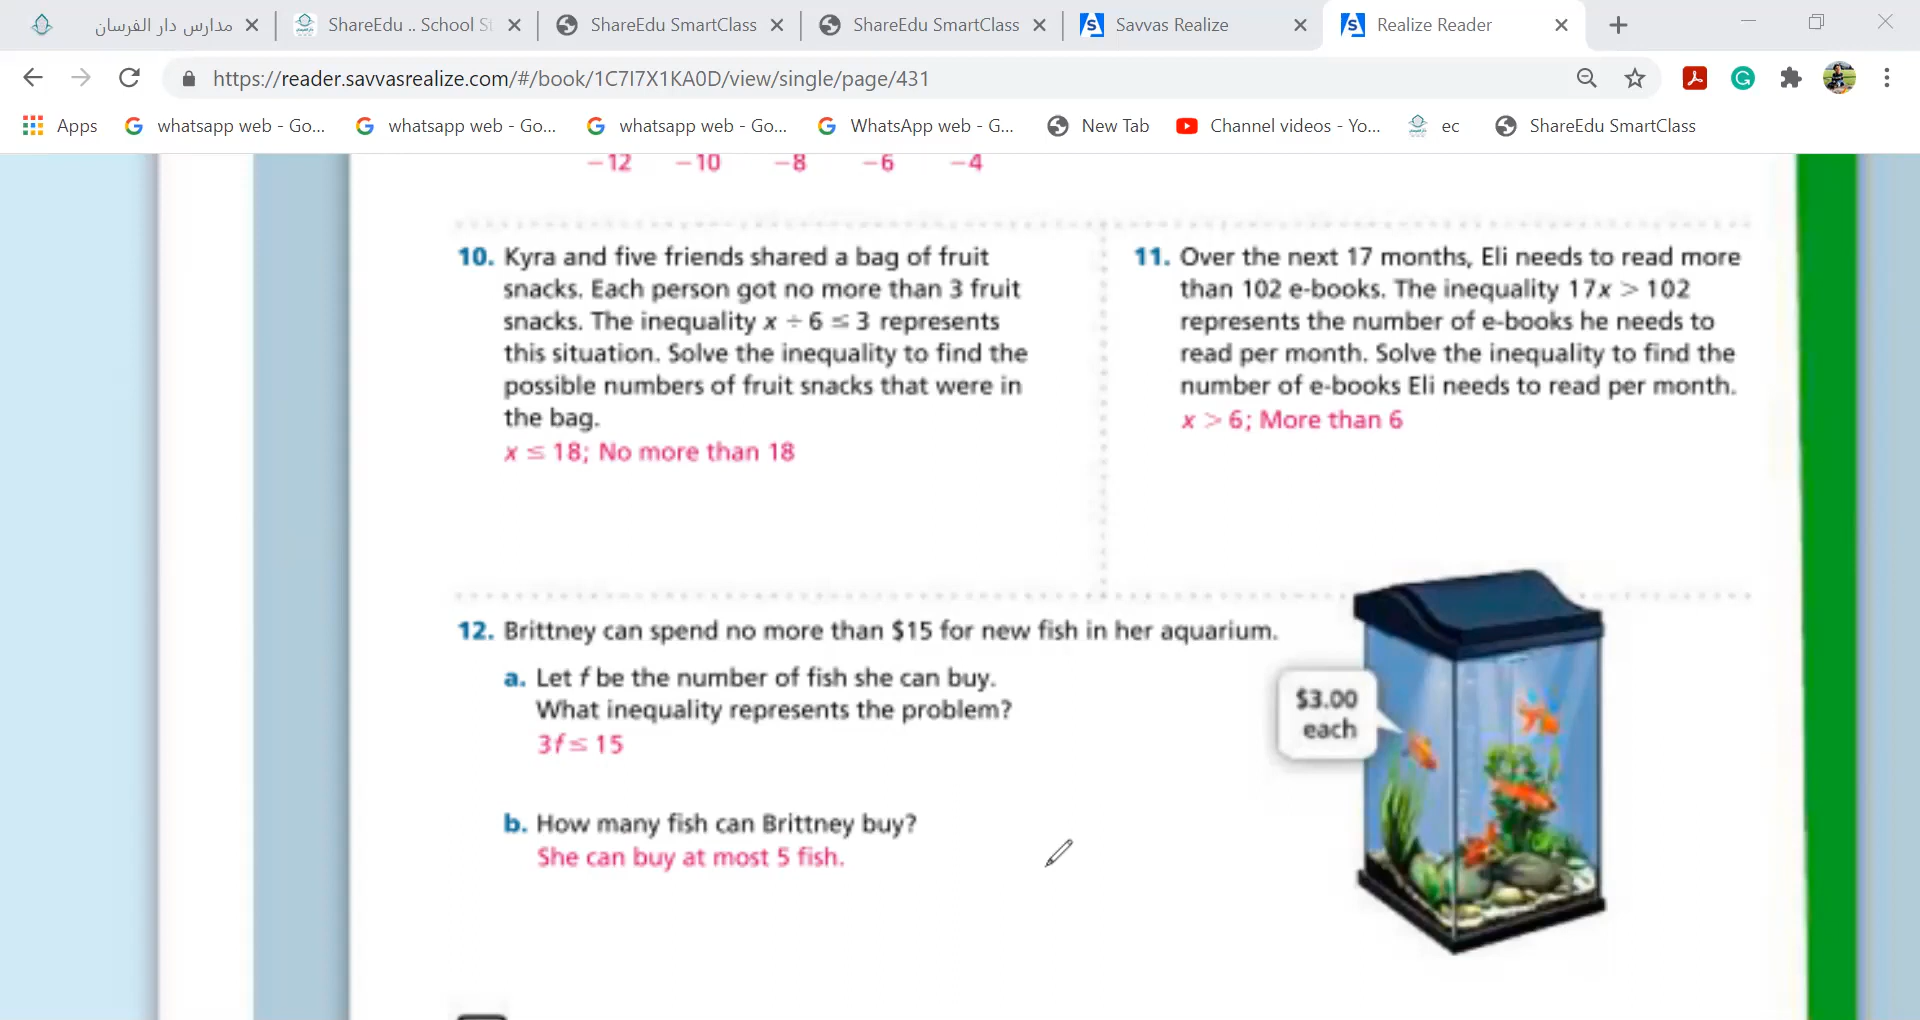 مدارس دار الفرسان
ShareEdu .. School S
ShareEdu SmartClass
ShareEdu SmartClass
Savvas Realize
Realize Reader
https://reader.savvasrealize.com/#/book/1C7I7X1KA0D/view/single/page/431
Apps
whatsapp web - Go...
whatsapp web - Go...
whatsapp web - Go...
WhatsApp web - G...
New Tab
Channel videos - Yo...
ec
ShareEdu SmartClass
−12 −10 −8 −6 −4
10. Kyra and five friends shared a bag of fruit
snacks. Each person got no more than 3 fruit
snacks. The inequality x ÷ 6 ≤ 3 represents
this situation. Solve the inequality to find the
possible numbers of fruit snacks that were in
the bag.
x ≤ 18; No more than 18
11. Over the next 17 months, Eli needs to read more
than 102 e-books. The inequality 17x > 102
represents the number of e-books he needs to
read per month. Solve the inequality to find the
number of e-books Eli needs to read per month.
x > 6; More than 6
12. Brittney can spend no more than $15 for new fish in her aquarium.
a. Let f be the number of fish she can buy.
What inequality represents the problem?
3f ≤ 15
b. How many fish can Brittney buy?
She can buy at most 5 fish.
$3.00
each